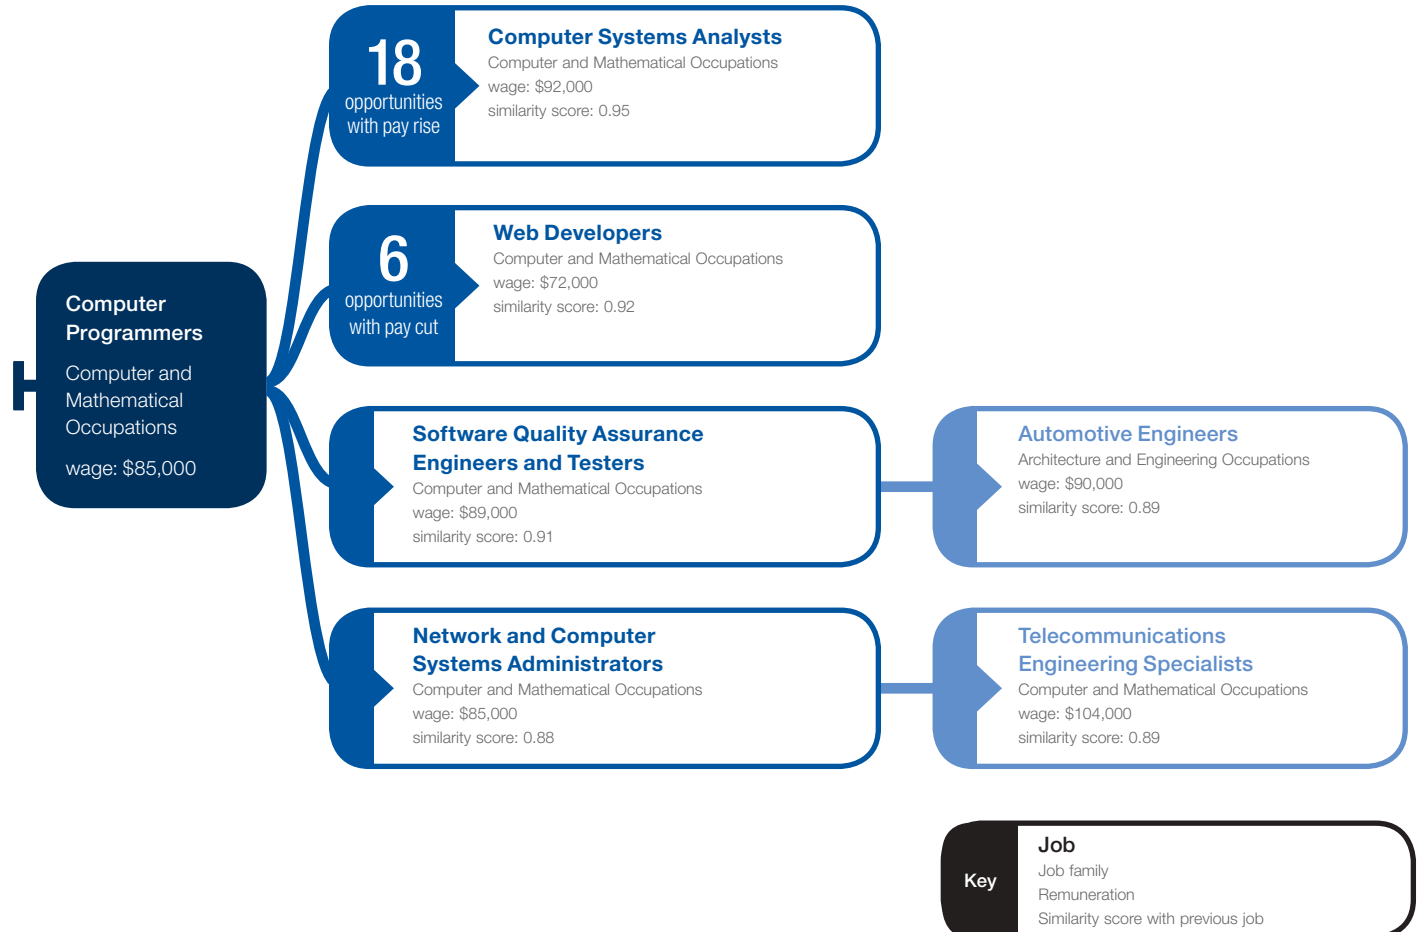 18
opportunities
with pay rise
Computer Systems Analysts
Computer and Mathematical Occupations
wage: $92,000
similarity score: 0.95
6
opportunities
with pay cut
Web Developers
Computer and Mathematical Occupations
wage: $72,000
similarity score: 0.92
Computer
Programmers
Computer and
Mathematical
Occupations
wage: $85,000
Software Quality Assurance
Engineers and Testers
Computer and Mathematical Occupations
wage: $89,000
similarity score: 0.91
Automotive Engineers
Architecture and Engineering Occupations
wage: $90,000
similarity score: 0.89
Network and Computer
Systems Administrators
Computer and Mathematical Occupations
wage: $85,000
similarity score: 0.88
Telecommunications
Engineering Specialists
Computer and Mathematical Occupations
wage: $104,000
similarity score: 0.89
Key
Job
Job family
Remuneration
Similarity score with previous job